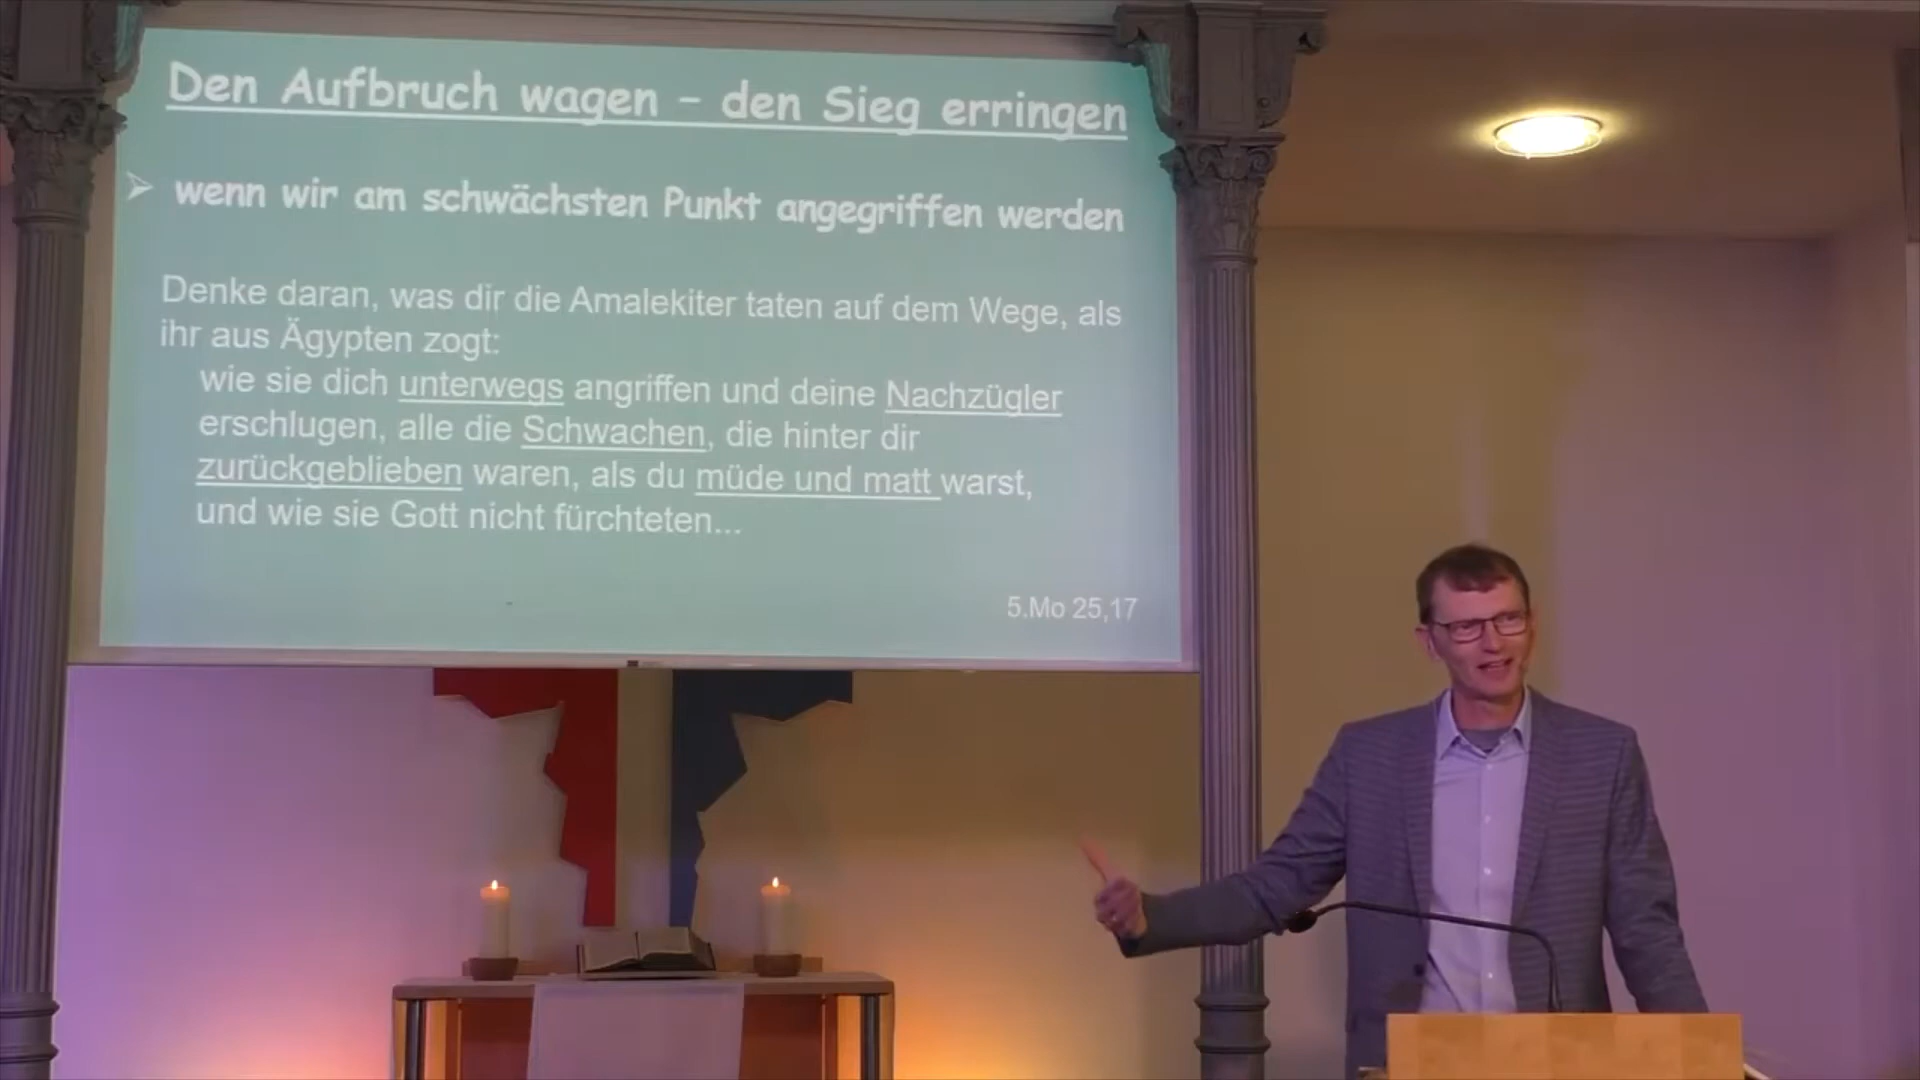 Den Aufbruch wagen – den Sieg erringen
➢ wenn wir am schwächsten Punkt angegriffen werden
Denke daran, was dir die Amalekiter taten auf dem Wege, als
ihr aus Ägypten zogt:
wie sie dich unterwegs angriffen und deine Nachzügler
erschlugen, alle die Schwachen, die hinter dir
zurückgeblieben waren, als du müde und matt warst,
und wie sie Gott nicht fürchteten...
5.Mo 25,17